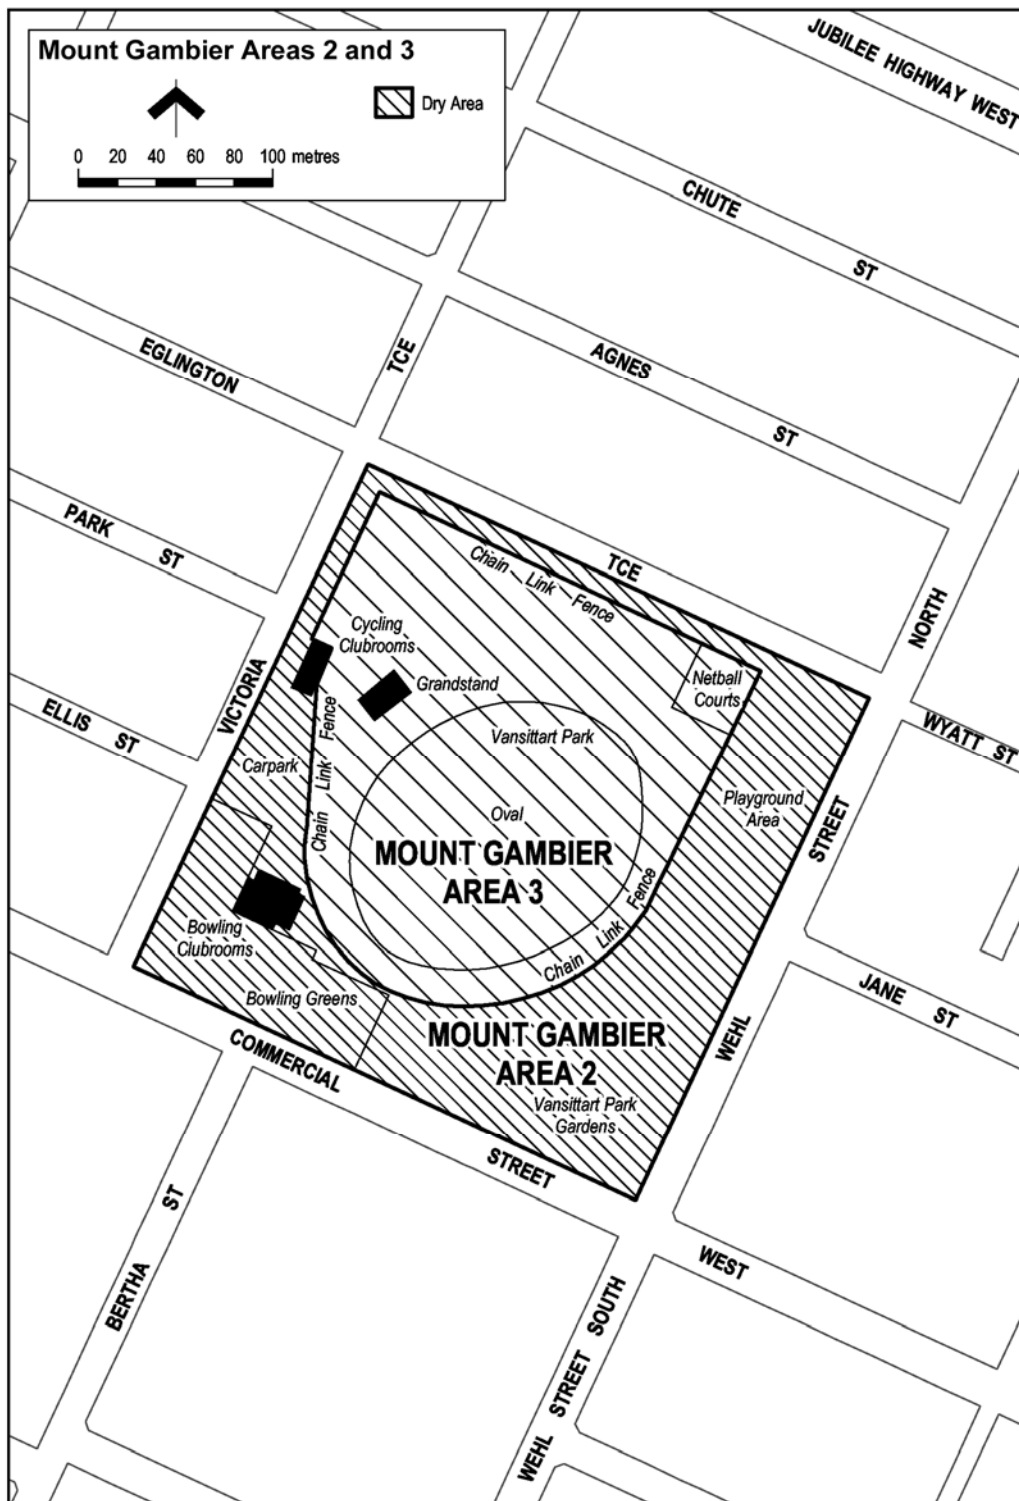 Mount Gambier Areas 2 and 3
Dry Area
0 20 40 60 80 100 metres
JUBILEE HIGHWAY WEST
CHUTE ST
AGNES ST
EGLINGTON
TCE
TCE
PARK ST
ELLIS ST
VICTORIA
NORTH
WYATT ST
Chain Link Fence
Cycling
Clubrooms
Grandstand
Netball
Courts
Vansittart Park
Chain Link Fence
Carpark
Playground
Area
Oval
STREET
MOUNT GAMBIER
AREA 3
Chain Link Fence
Bowling
Clubrooms
Bowling Greens
JANE ST
WEHL
MOUNT GAMBIER
AREA 2
Vansittart Park
Gardens
COMMERCIAL
STREET
WEST
BERTHA ST
WEHL STREET SOUTH